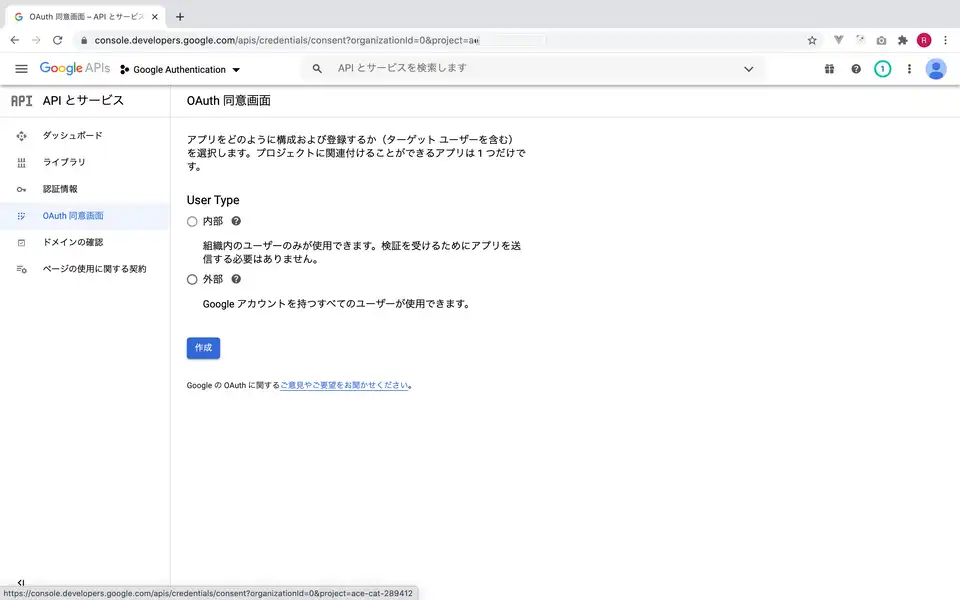 OAuth 同意画面 – API とサービス
console.developers.google.com/apis/credentials/consent?organizationId=0&project=a
R
Google APIs
Google Authentication
API とサービスを検索します
1
API API とサービス
OAuth 同意画面
ダッシュボード
ライブラリ
認証情報
OAuth 同意画面
ドメインの確認
ページの使用に関する契約
アプリをどのように構成および登録するか（ターゲット ユーザーを含む）
を選択します。プロジェクトに関連付けることができるアプリは 1 つだけで
す。
User Type
内部
組織内のユーザーのみが使用できます。検証を受けるためにアプリを送
信する必要はありません。
外部
Google アカウントを持つすべてのユーザーが使用できます。
作成
Google の OAuth に関するご意見やご要望をお聞かせください。
https://console.developers.google.com/apis/credentials/consent?organizationId=0&project=ace-cat-289412